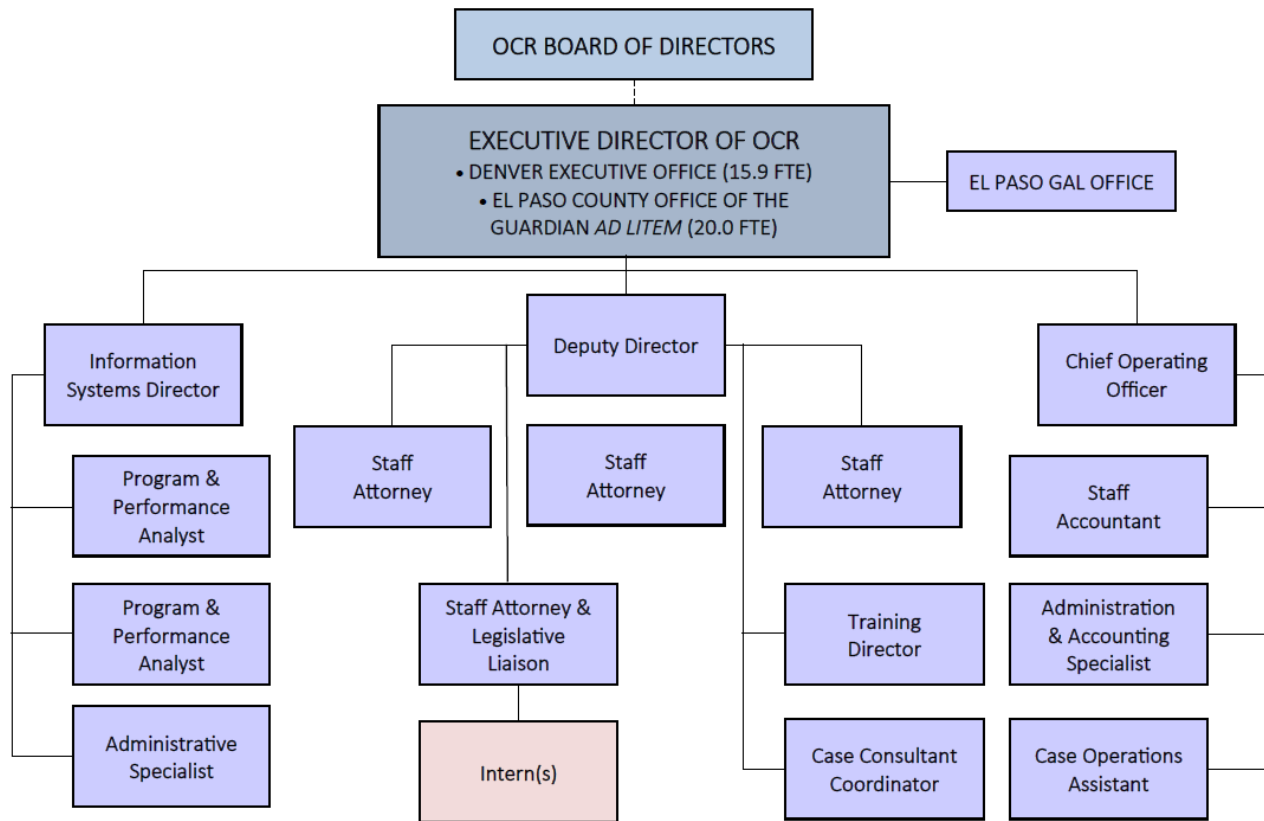 OCR BOARD OF DIRECTORS
EXECUTIVE DIRECTOR OF OCR
• DENVER EXECUTIVE OFFICE (15.9 FTE)
• EL PASO COUNTY OFFICE OF THE
GUARDIAN AD LITEM (20.0 FTE)
EL PASO GAL OFFICE
Information
Systems Director
Deputy Director
Chief Operating
Officer
Program &
Performance
Analyst
Staff
Attorney
Staff
Attorney
Staff
Attorney
Staff
Accountant
Program &
Performance
Analyst
Staff Attorney &
Legislative
Liaison
Training
Director
Administration
& Accounting
Specialist
Administrative
Specialist
Intern(s)
Case Consultant
Coordinator
Case Operations
Assistant